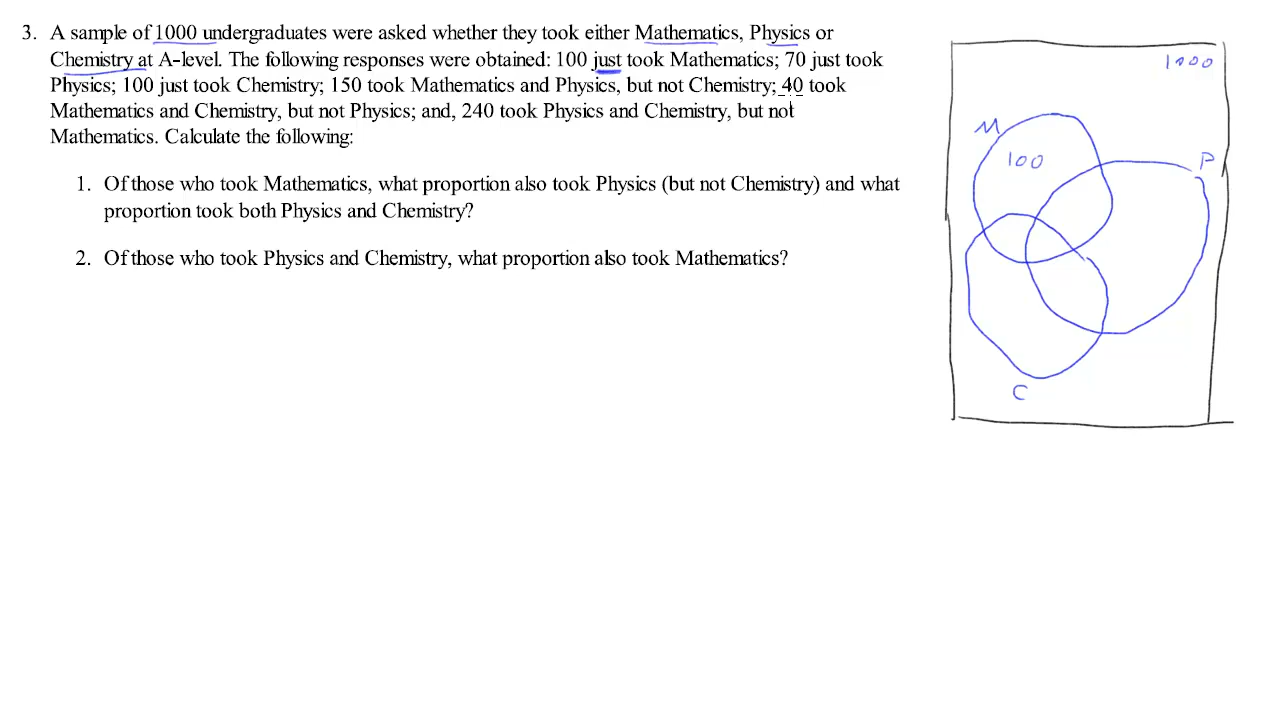 3. A sample of 1000 undergraduates were asked whether they took either Mathematics, Physics or
Chemistry at A-level. The following responses were obtained: 100 just took Mathematics; 70 just took
Physics; 100 just took Chemistry; 150 took Mathematics and Physics, but not Chemistry; 40 took
Mathematics and Chemistry, but not Physics; and, 240 took Physics and Chemistry, but not
Mathematics. Calculate the following:
1. Of those who took Mathematics, what proportion also took Physics (but not Chemistry) and what
proportion took both Physics and Chemistry?
2. Of those who took Physics and Chemistry, what proportion also took Mathematics?
1000
M
100
P
C